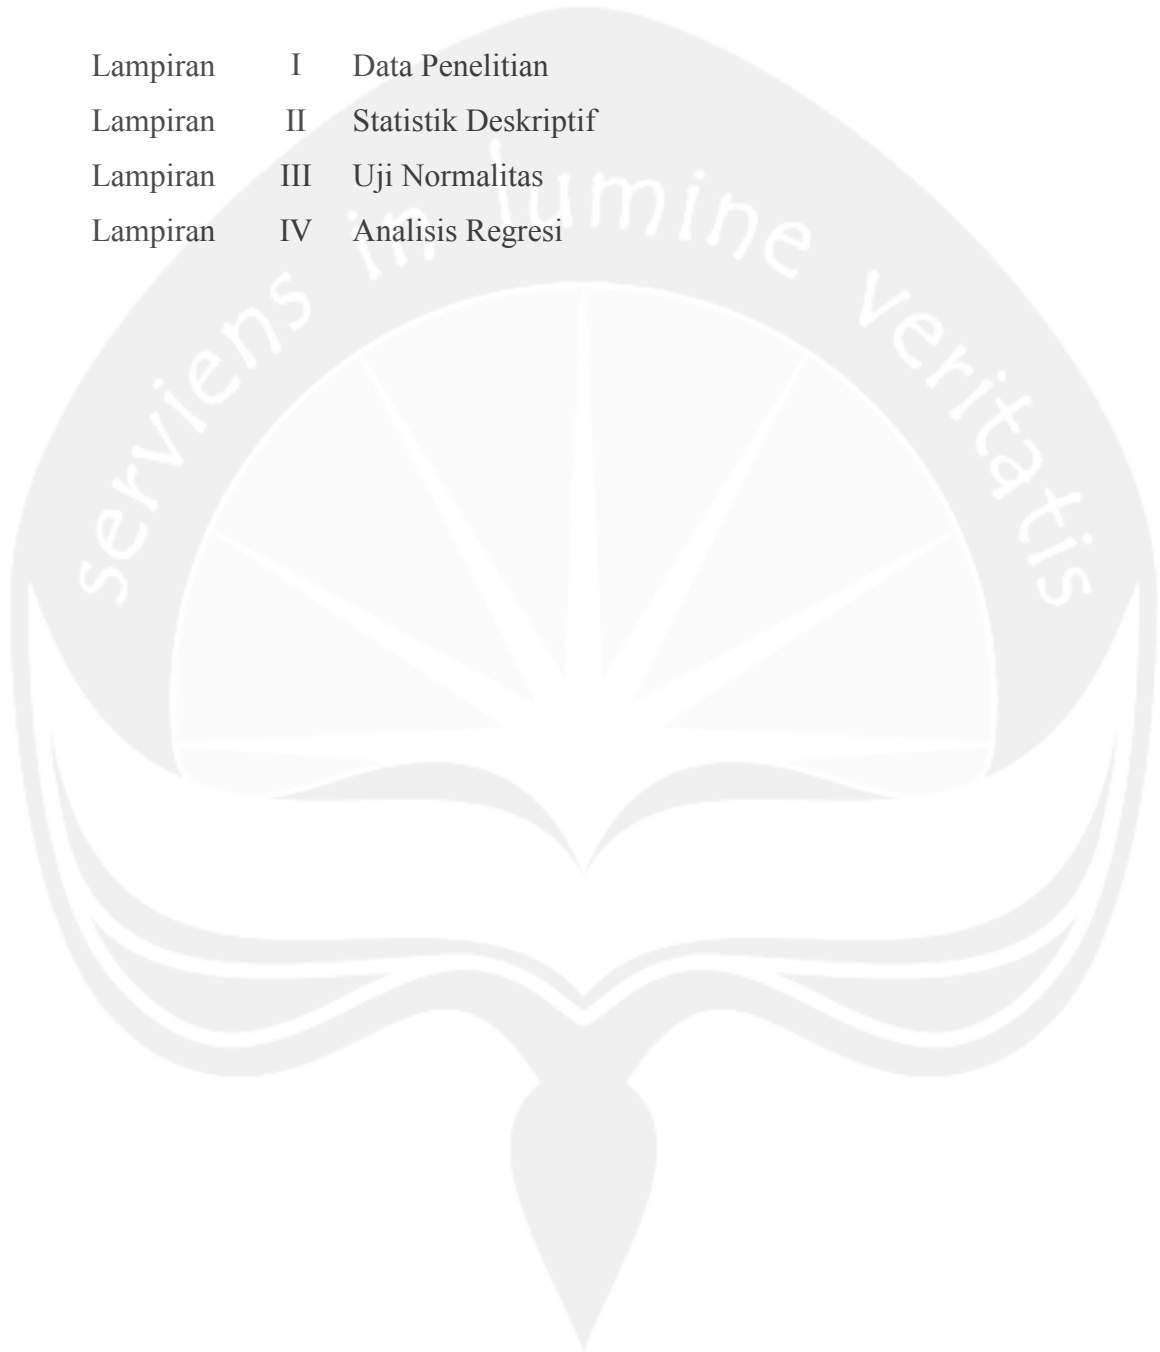 Lampiran I Data Penelitian
Lampiran II Statistik Deskriptif
Lampiran III Uji Normalitas
Lampiran IV Analisis Regresi
serviens in lumine veritatis